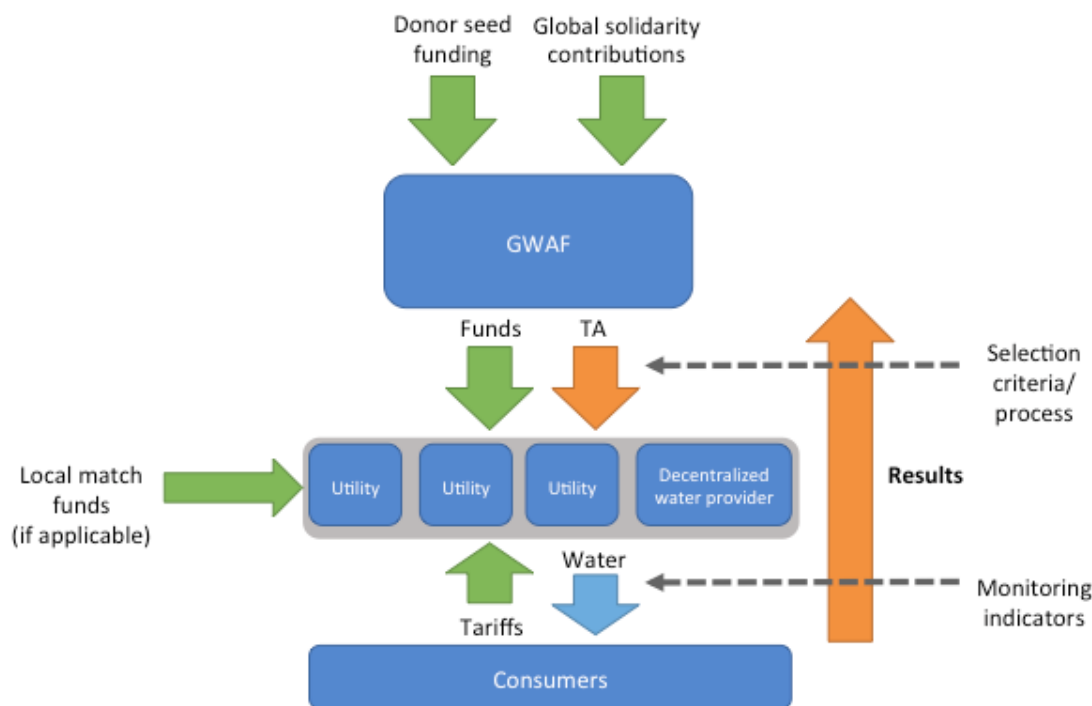 Donor seed
funding
Global solidarity
contributions
GWAF
Funds
TA
Selection
criteria/
process
Local match
funds
(if applicable)
Utility
Utility
Utility
Decentralized
water provider
Results
Water
Tariffs
Monitoring
indicators
Consumers